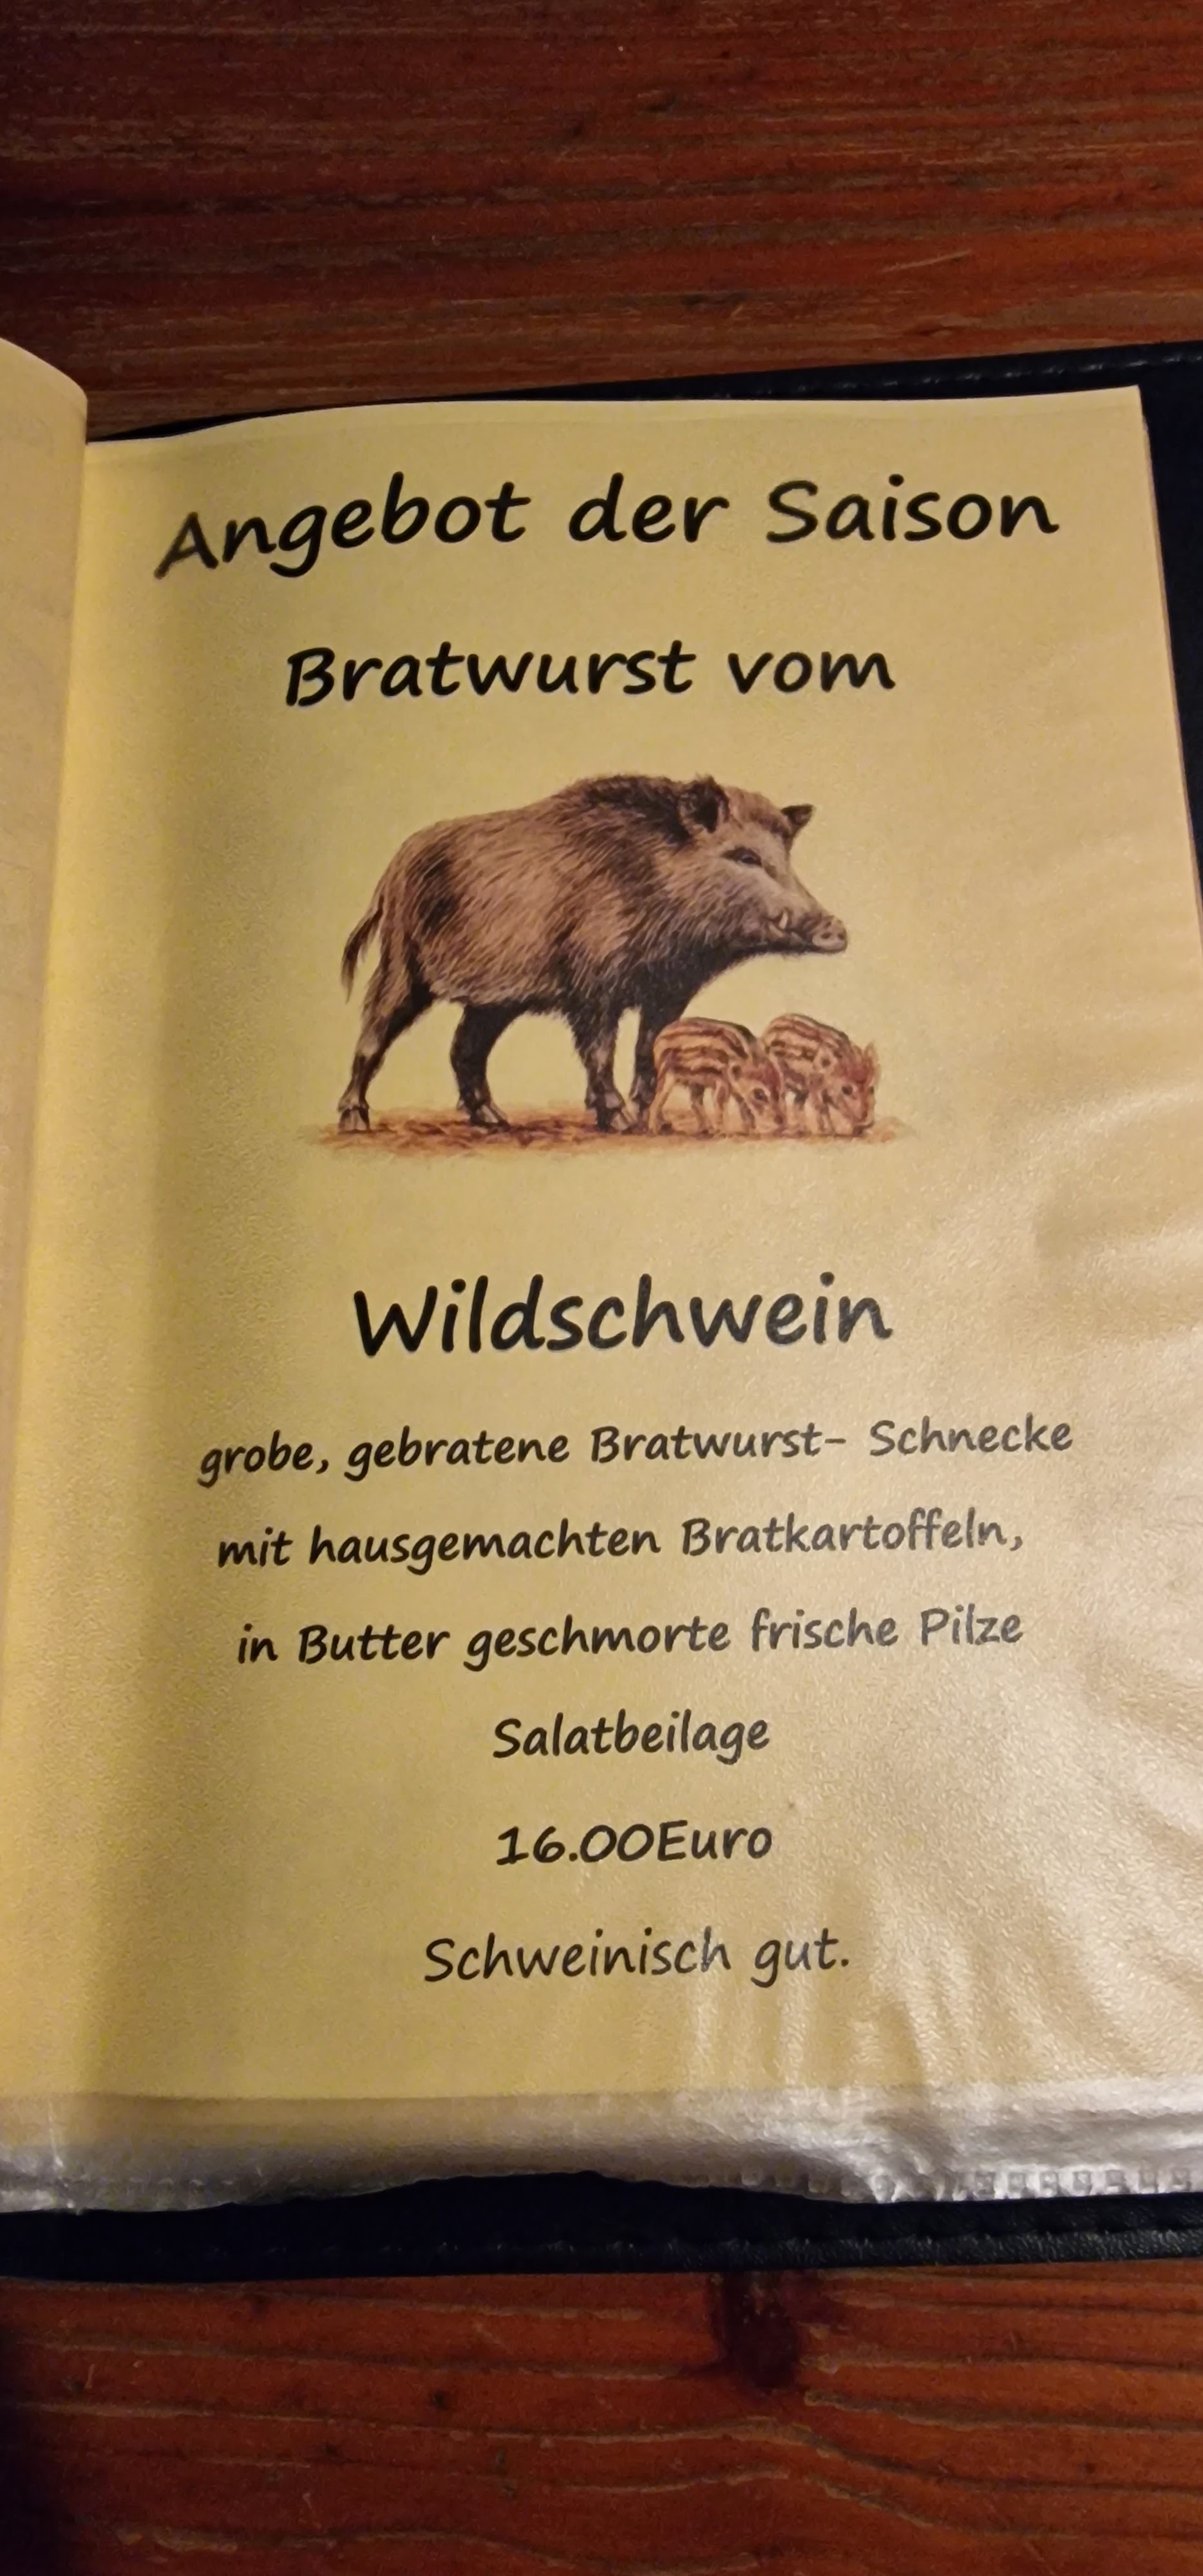 Angebot der Saison
Bratwurst vom
Wildschwein
grobe, gebratene Bratwurst- Schnecke
mit hausgemachten Bratkartoffeln,
in Butter geschmorte frische Pilze
Salatbeilage
16.00Euro
Schweinisch gut.